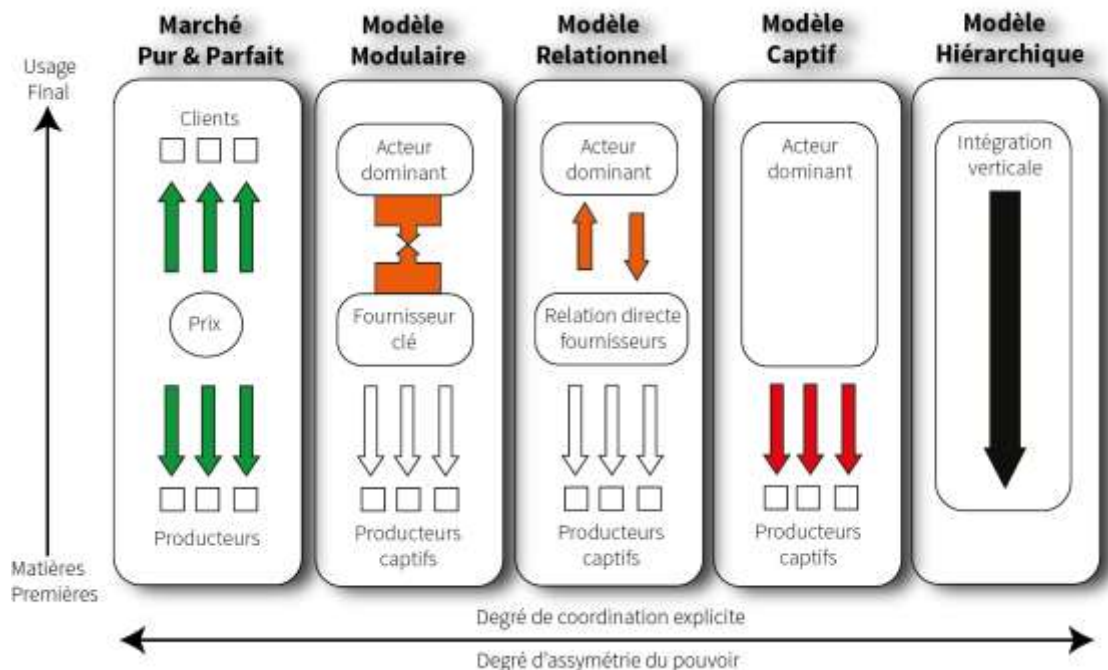 Marché
Pur & Parfait
Modèle
Modulaire
Modèle
Relationnel
Modèle
Captif
Modèle
Hiérarchique
Usage
Final
Clients
Prix
Producteurs
Acteur
dominant
Fournisseur
clé
Producteurs
captifs
Acteur
dominant
Relation directe
fournisseurs
Producteurs
captifs
Acteur
dominant
Producteurs
captifs
Intégration
verticale
Matières
Premières
Degré de coordination explicite
Degré d'assymétrie du pouvoir